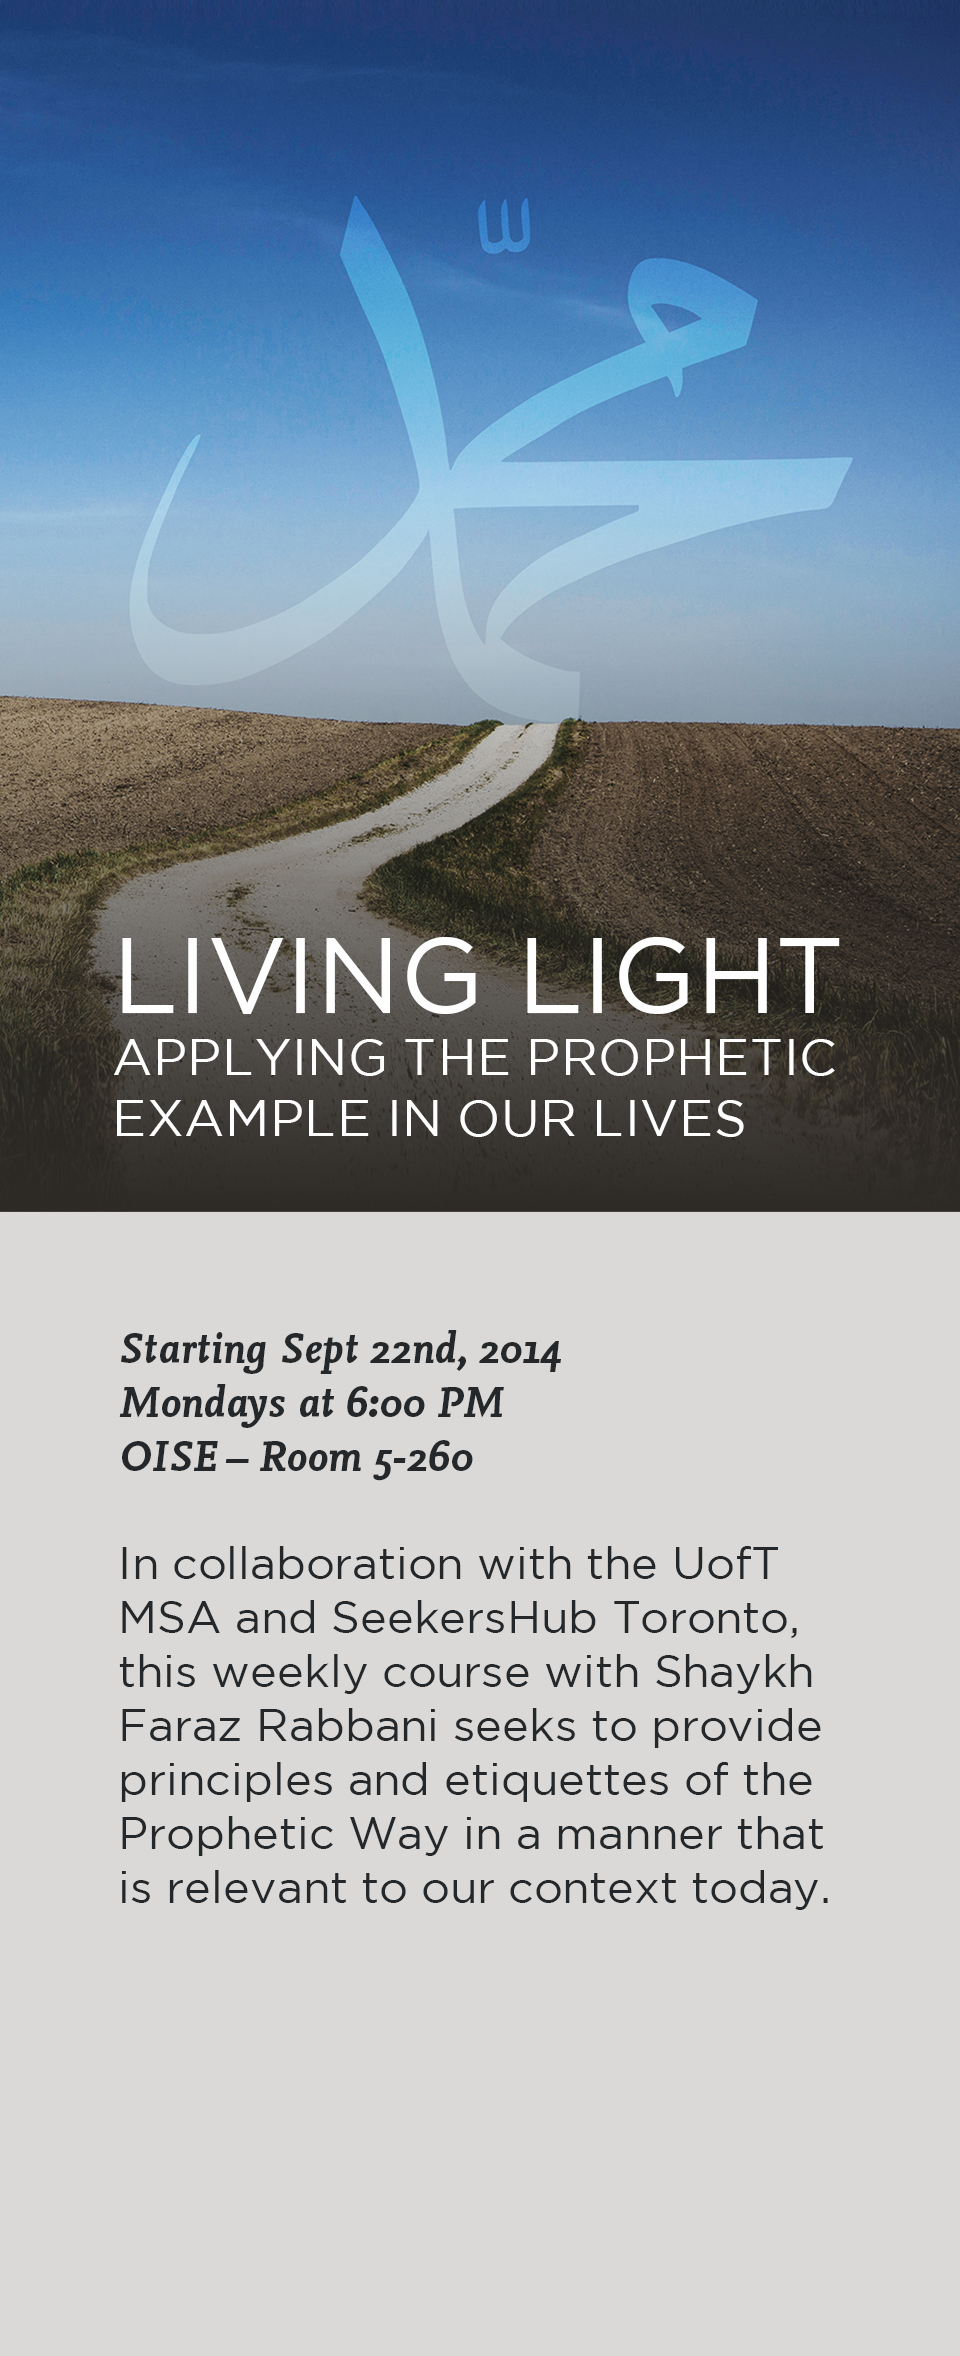 محمّد
LIVING LIGHT
APPLYING THE PROPHETIC
EXAMPLE IN OUR LIVES
Starting Sept 22nd, 2014
Mondays at 6:00 PM
OISE – Room 5-260
In collaboration with the UofT
MSA and SeekersHub Toronto,
this weekly course with Shaykh
Faraz Rabbani seeks to provide
principles and etiquettes of the
Prophetic Way in a manner that
is relevant to our context today.